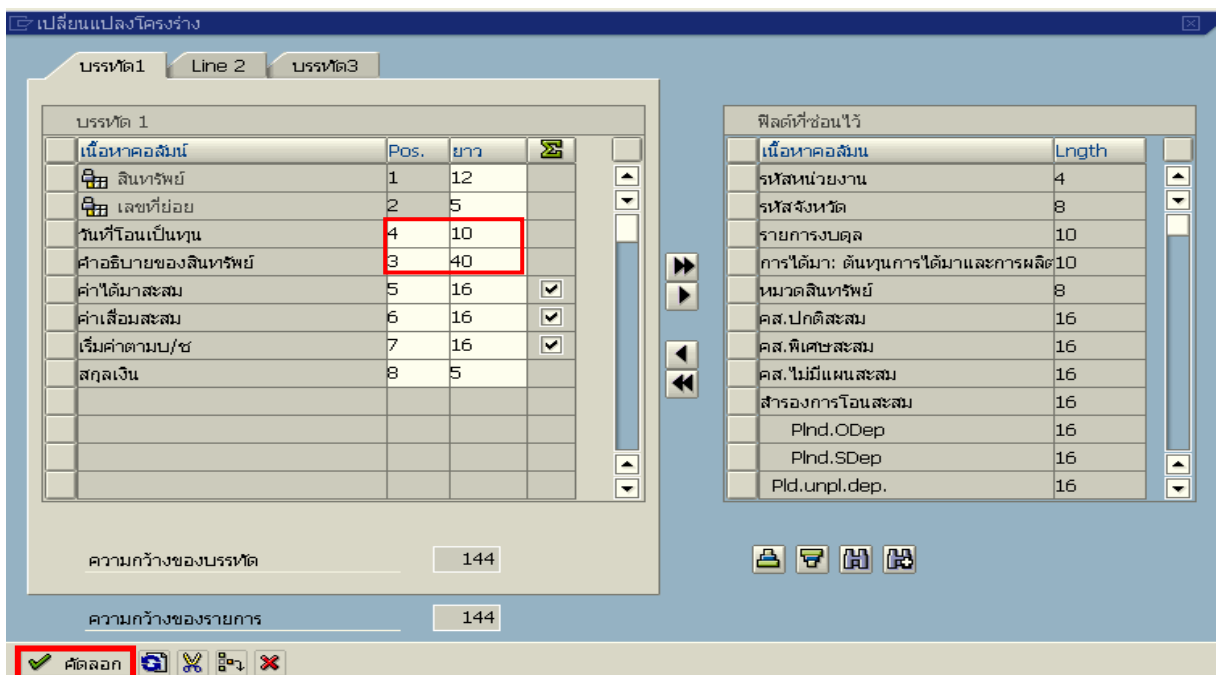 เปลี่ยนแปลงโครงร่าง
บรรทัด1 Line 2 บรรทัด3
บรรทัด 1
เนื้อหาคอลัมน์ Pos. ยาว
สินทรัพย์ 1 12
เลขที่ย่อย 2 5
วันที่โอนเป็นทุน 4 10
คำอธิบายของสินทรัพย์ 3 40
ค่าได้มาสะสม 5 16
ค่าเสื่อมสะสม 6 16
เริ่มค่าตามบ/ช 7 16
สกุลเงิน 8 5
ความกว้างของบรรทัด 144
ความกว้างของรายการ 144
ฟิลด์ที่ซ่อนไว้
เนื้อหาคอลัมน Lngth
รหัสหน่วยงาน 4
รหัสจังหวัด 8
รายการงบดุล 10
การได้มา: ต้นทุนการได้มาและการผลิต 10
หมวดสินทรัพย์ 8
คส.ปกติสะสม 16
คส.พิเศษสะสม 16
คส.ไม่มีแผนสะสม 16
สำรองการโอนสะสม 16
Plnd.ODep 16
Plnd.SDep 16
Pld.unpl.dep. 16
คัดลอก